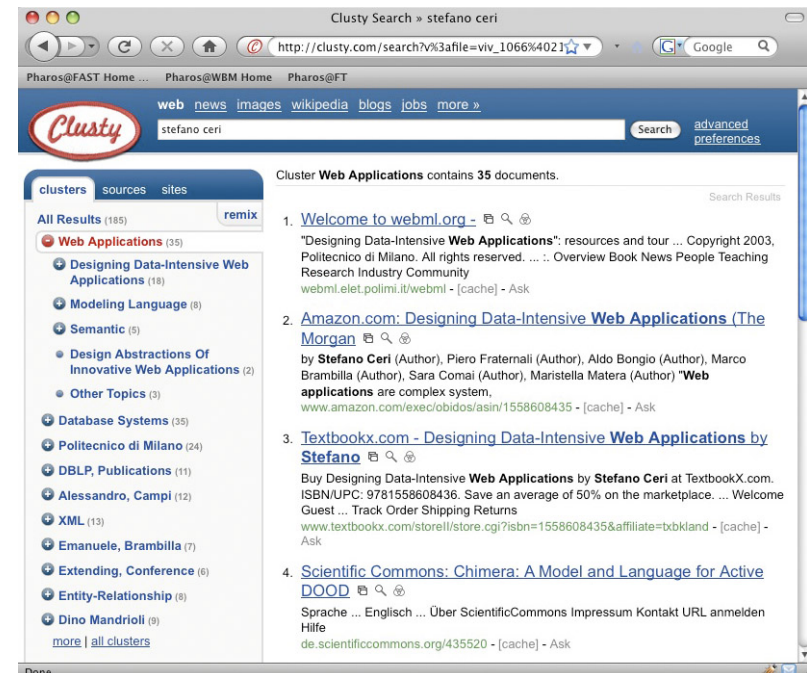 Clusty Search » stefano ceri
http://clusty.com/search?v%3afile=viv_1066%4021
Google
Pharos@FAST Home ... Pharos@WBM Home Pharos@FT
web news images wikipedia blogs jobs more »
Clusty
stefano ceri
Search
advanced
preferences
clusters sources sites
remix
All Results (185)
Web Applications (35)
Designing Data-Intensive Web
Applications (18)
Modeling Language (8)
Semantic (5)
Design Abstractions Of
Innovative Web Applications (2)
Other Topics (3)
Database Systems (35)
Politecnico di Milano (24)
DBLP, Publications (11)
Alessandro, Campi (12)
XML (13)
Emanuele, Brambilla (7)
Extending, Conference (6)
Entity-Relationship (8)
Dino Mandrioli (9)
more | all clusters
Cluster Web Applications contains 35 documents.
Search Results
1. Welcome to webml.org -
"Designing Data-Intensive Web Applications": resources and tour ... Copyright 2003,
Politecnico di Milano. All rights reserved. ... :. Overview Book News People Teaching
Research Industry Community
webml.elet.polimi.it/webml - [cache] - Ask
2. Amazon.com: Designing Data-Intensive Web Applications (The
Morgan
by Stefano Ceri (Author), Piero Fraternali (Author), Aldo Bongio (Author), Marco
Brambilla (Author), Sara Comai (Author), Maristella Matera (Author) "Web
applications are complex system,
www.amazon.com/exec/obidos/asin/1558608435 - [cache] - Ask
3. Textbookx.com - Designing Data-Intensive Web Applications by
Stefano
Buy Designing Data-Intensive Web Applications by Stefano Ceri at TextbookX.com.
ISBN/UPC: 9781558608436. Save an average of 50% on the marketplace. ... Welcome
Guest ... Track Order Shipping Returns
www.textbookx.com/storell/store.cgi?isbn=1558608435&affiliate=txbkland - [cache] -
Ask
4. Scientific Commons: Chimera: A Model and Language for Active
DOOD
Sprache ... Englisch ... Über ScientificCommons Impressum Kontakt URL anmelden
Hilfe
de.scientificcommons.org/435520 - [cache] - Ask
Done